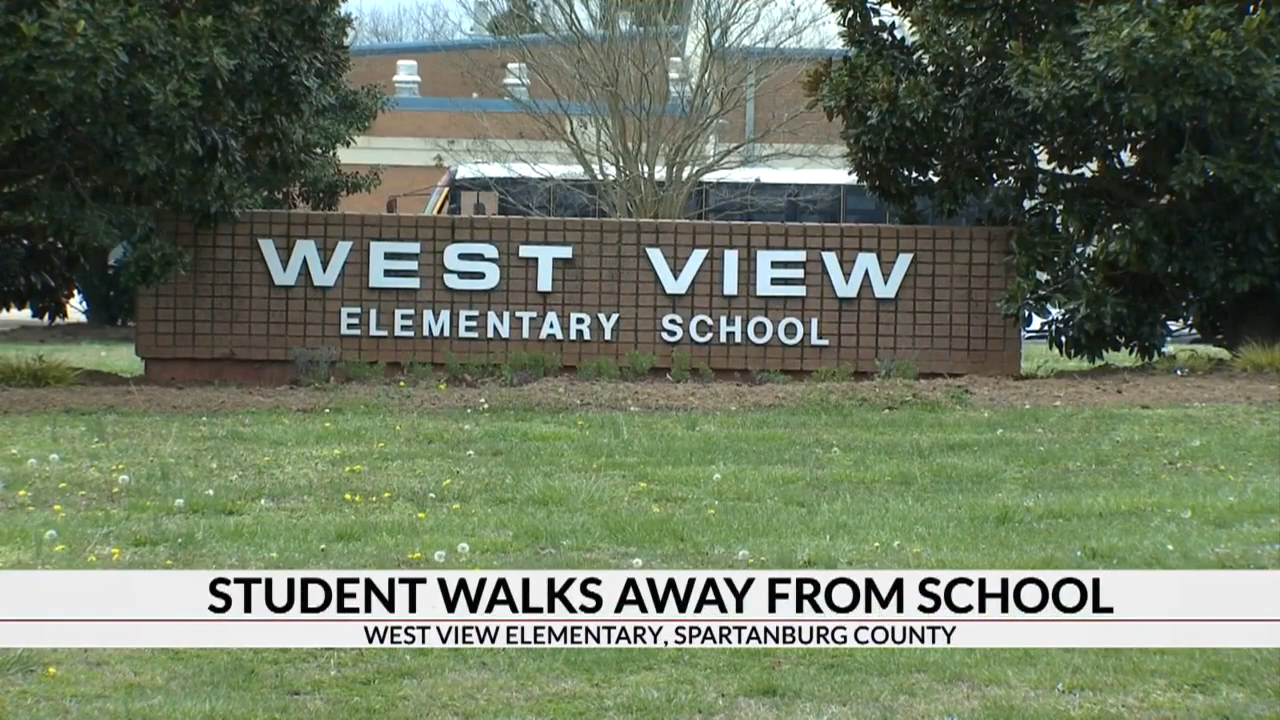 WEST VIEW
ELEMENTARY SCHOOL
STUDENT WALKS AWAY FROM SCHOOL
WEST VIEW ELEMENTARY, SPARTANBURG COUNTY